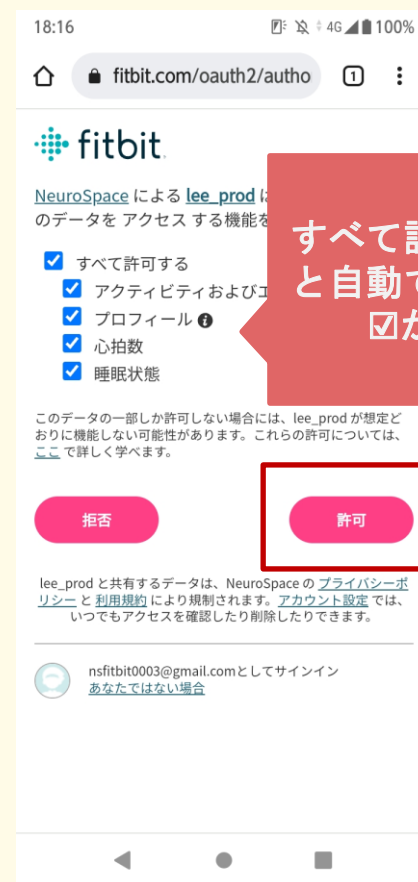 18:16
4G 100%
fitbit.com/oauth2/autho
1
fitbit
NeuroSpace による lee_prod は
のデータを アクセス する機能を
すべて許可する
アクティビティおよびエ
プロフィール
心拍数
睡眠状態
すべて
と自動で
☑か
このデータの一部しか許可しない場合には、lee_prod が想定ど
おりに機能しない可能性があります。これらの許可については、
ここ で詳しく学べます。
拒否
許可
lee_prod と共有するデータは、NeuroSpace の プライバシーポ
リシー と 利用規約 により規制されます。アカウント設定 では、
いつでもアクセスを確認したり削除したりできます。
nsfitbit0003@gmail.comとしてサインイン
あなたではない場合